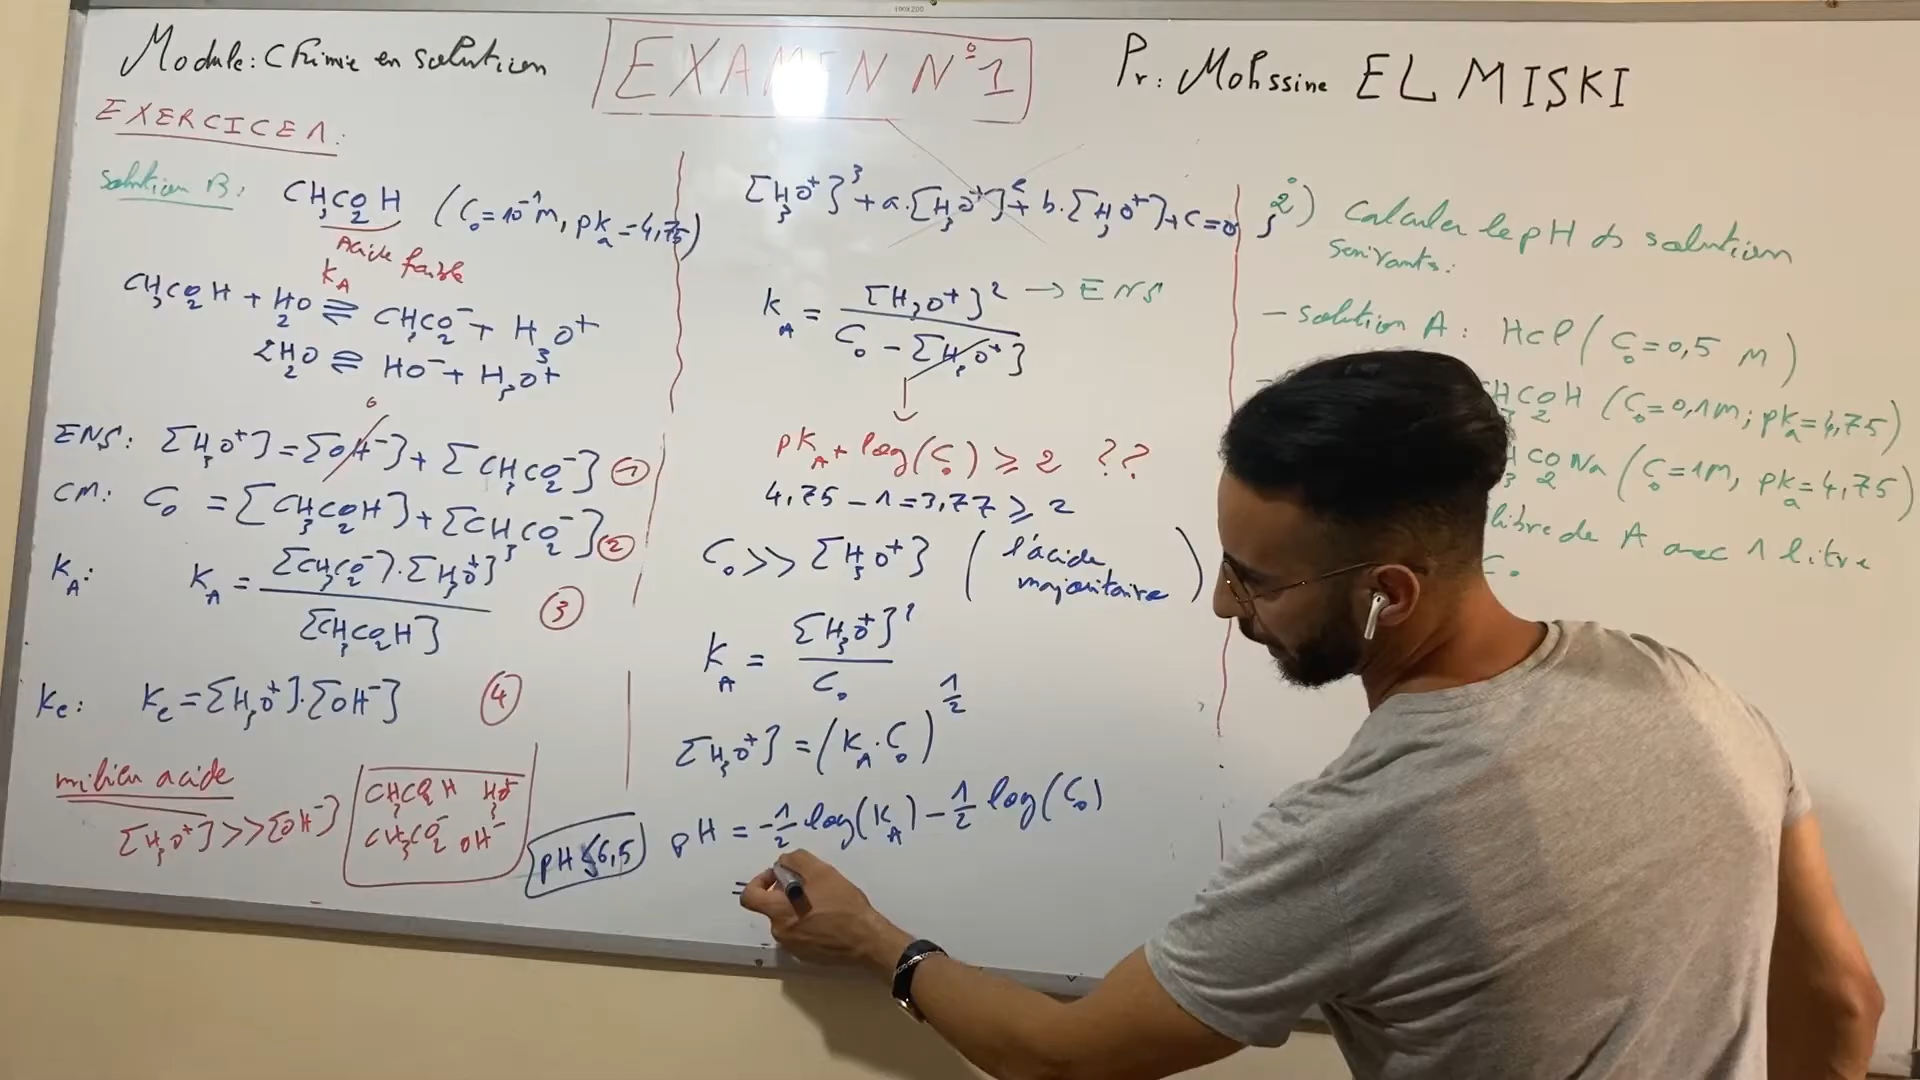 Module: Chimie en solution
EXAMEN N°1
Pr: Mohssine EL MISKI
EXERCICE 1:
solution B: CH₃CO₂H (C₀=10⁻¹M, pka=4,75)
Acide faible
CH₃CO₂H + H₂O ⇌ CH₃CO₂⁻ + H₃O⁺
KA
2H₂O ⇌ HO⁻ + H₃O⁺
ENS: [H₃O⁺] = [OH⁻] + [CH₃CO₂⁻] ①
CM: C₀ = [CH₃CO₂H] + [CH₃CO₂⁻] ②
KA: KA = [CH₃CO₂⁻].[H₃O⁺] / [CH₃CO₂H] ③
Ke: Ke = [H₃O⁺].[OH⁻] ④
milieu acide
[H₃O⁺] >> [OH⁻]
CH₃CO₂H H₃O⁺
CH₃CO₂⁻ OH⁻
pH ≤ 6,5
[H₃O⁺]³ + a.[H₃O⁺]² + b.[H₃O⁺] + C = 0
KA = [H₃O⁺]² / C₀ - [H₃O⁺] → ENS
pKA + log(C₀) ≥ 2 ??
4,75 - 1 = 3,77 ≥ 2
C₀ >> [H₃O⁺] (l'acide majoritaire)
KA = [H₃O⁺]² / C₀
[H₃O⁺] = (KA.C₀)^1/2
pH = -1/2 log(KA) - 1/2 log(C₀)
=
2°) Calculer le pH ds solution
suivants:
- solution A: HCl (C₀=0,5 M)
CH₃CO₂H (C₀=0,1M; pka=4,75)
CO₂Na (C₀=1M, pka=4,75)
libre de A avec 1 litre